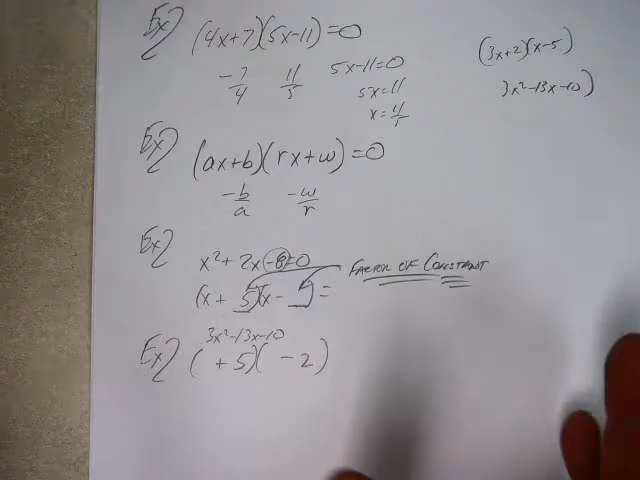 Ex) (4x+7)(5x-11)=0
-7/4 11/5 5x-11=0
5x=11
x=11/5
(3x+2)(x-5)
3x²-13x-10)
Ex) (ax+b)(rx+w)=0
-b/a -w/r
Ex) x²+2x-8=0
(x+ 5)(x- )=
FACTOR OF CONSTANT
3x²-13x-10
Ex) ( +5)( -2)